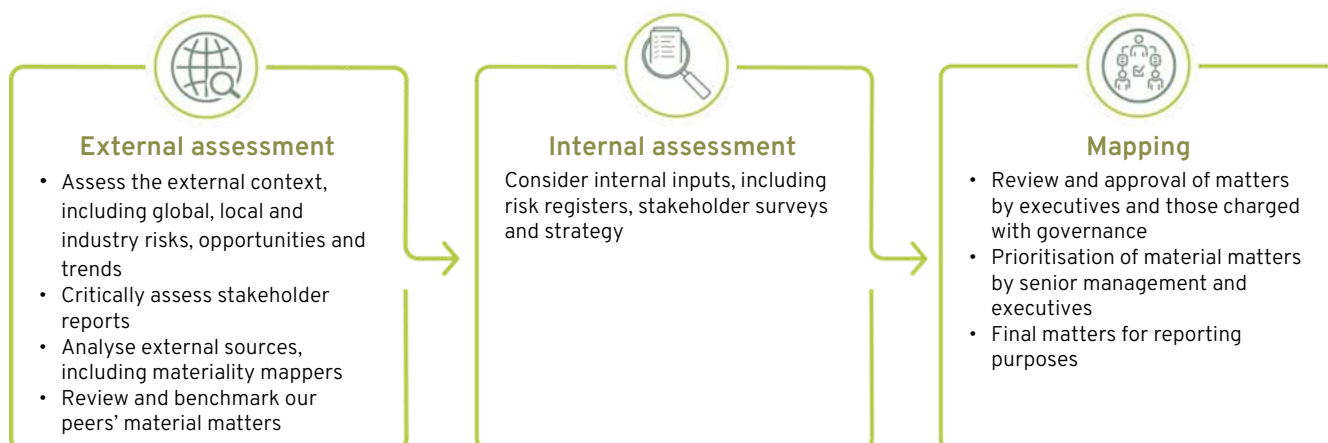 External assessment
• Assess the external context,
including global, local and
industry risks, opportunities and
trends
• Critically assess stakeholder
reports
• Analyse external sources,
including materiality mappers
• Review and benchmark our
peers’ material matters
Internal assessment
Consider internal inputs, including
risk registers, stakeholder surveys
and strategy
Mapping
• Review and approval of matters
by executives and those charged
with governance
• Prioritisation of material matters
by senior management and
executives
• Final matters for reporting
purposes